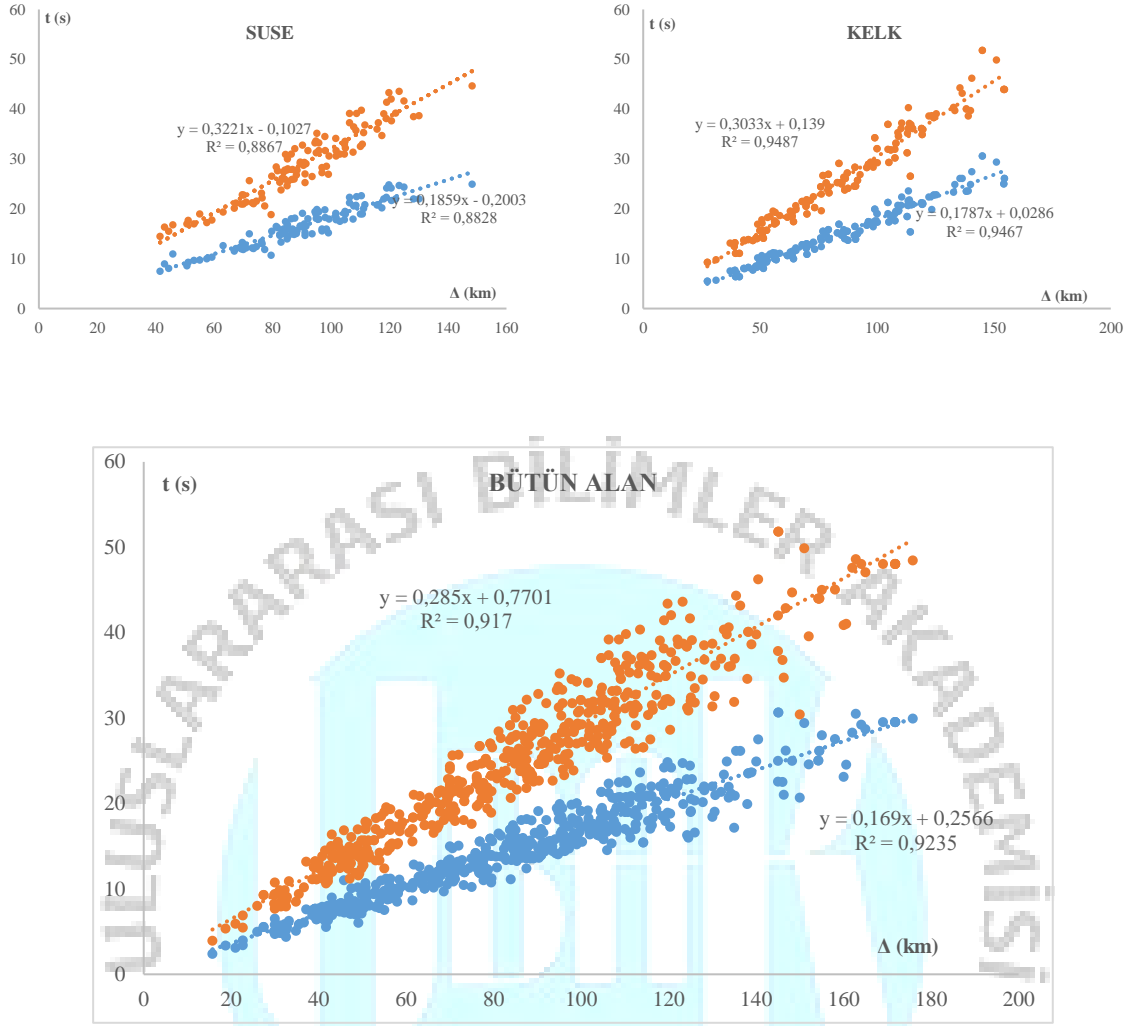 SUSE
t (s)
60
50
40
30
20
10
0
y = 0,3221x - 0,1027
R² = 0,8867
y = 0,1859x - 0,2003
R² = 0,8828
Δ (km)
0 20 40 60 80 100 120 140 160
KELK
t (s)
60
50
40
30
20
10
0
y = 0,3033x + 0,139
R² = 0,9487
y = 0,1787x + 0,0286
R² = 0,9467
Δ (km)
0 50 100 150 200
BÜTÜN ALAN
t (s)
60
50
40
30
20
10
0
y = 0,285x + 0,7701
R² = 0,917
y = 0,169x + 0,2566
R² = 0,9235
Δ (km)
0 20 40 60 80 100 120 140 160 180 200
ULUSLARARASI BİLİMLER AKADEMİSİ